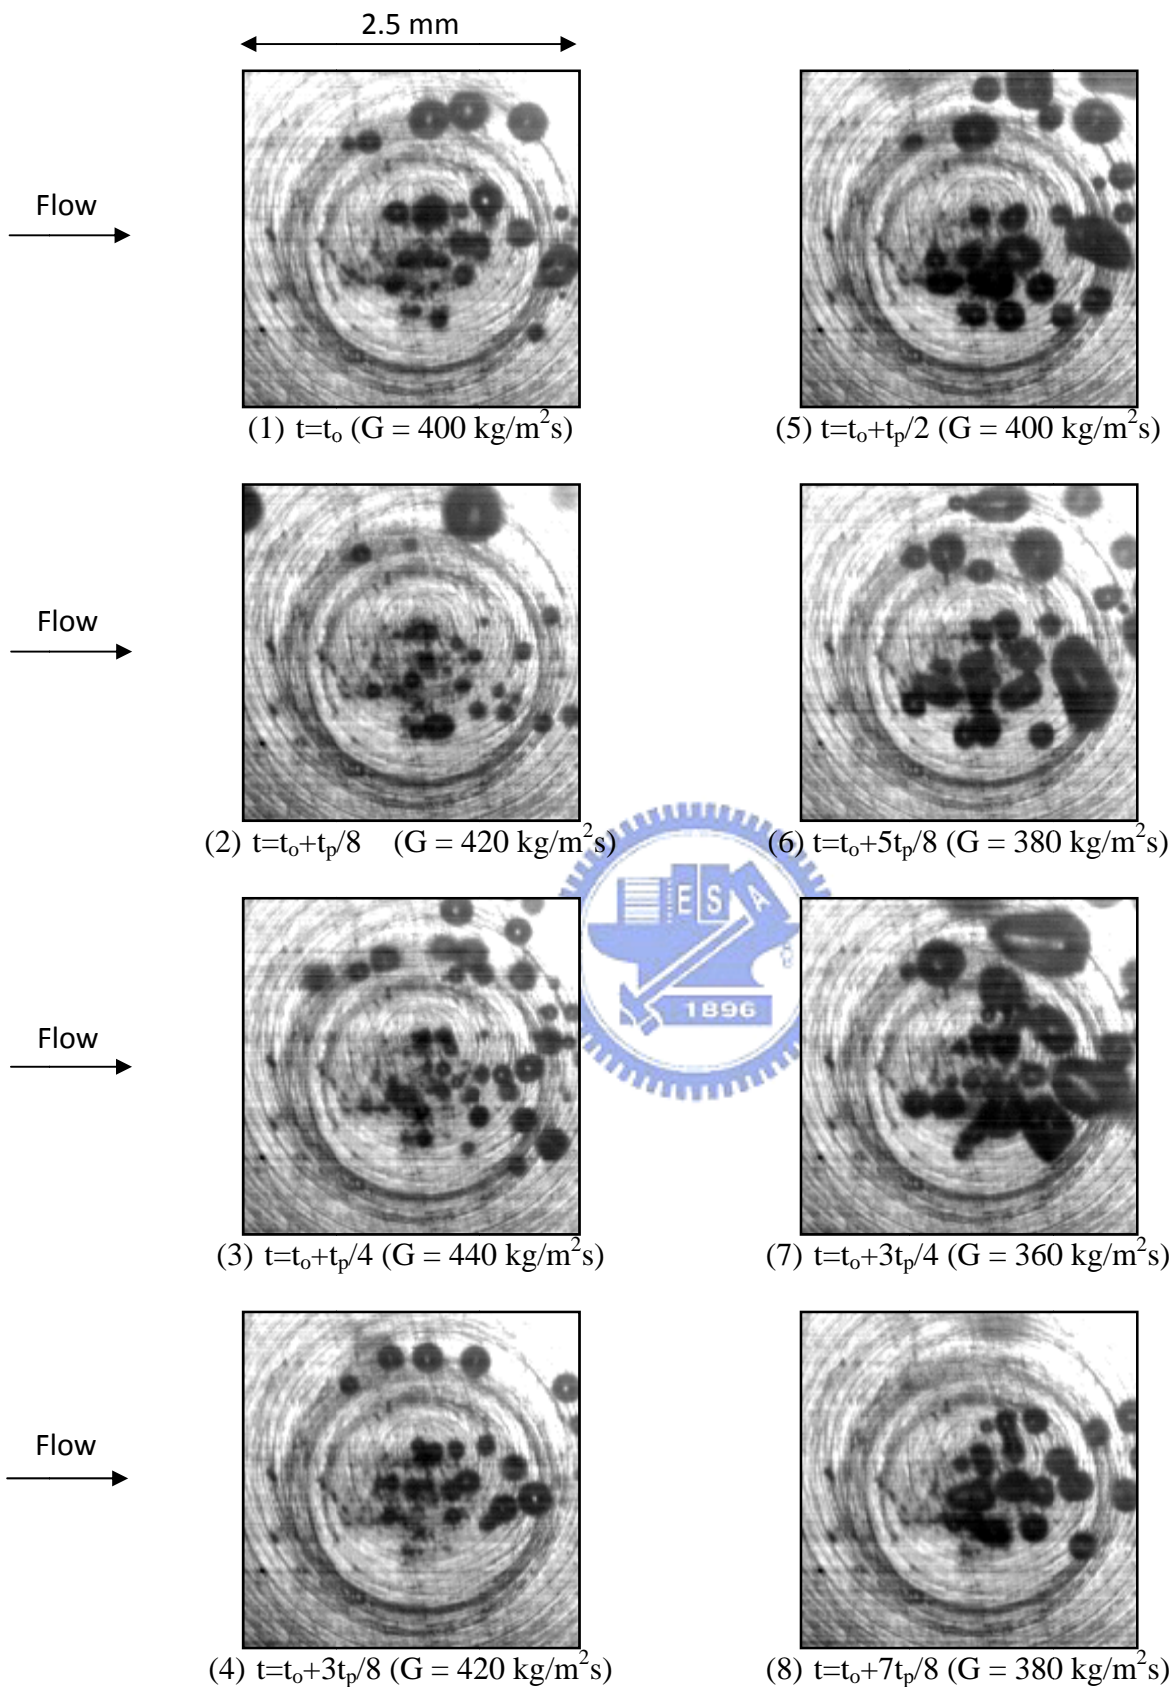 2.5 mm
Flow
(1) t=tₒ (G = 400 kg/m²s)
(5) t=tₒ+tₚ/2 (G = 400 kg/m²s)
Flow
(2) t=tₒ+tₚ/8 (G = 420 kg/m²s)
(6) t=tₒ+5tₚ/8 (G = 380 kg/m²s)
E S A
1896
Flow
(3) t=tₒ+tₚ/4 (G = 440 kg/m²s)
(7) t=tₒ+3tₚ/4 (G = 360 kg/m²s)
Flow
(4) t=tₒ+3tₚ/8 (G = 420 kg/m²s)
(8) t=tₒ+7tₚ/8 (G = 380 kg/m²s)